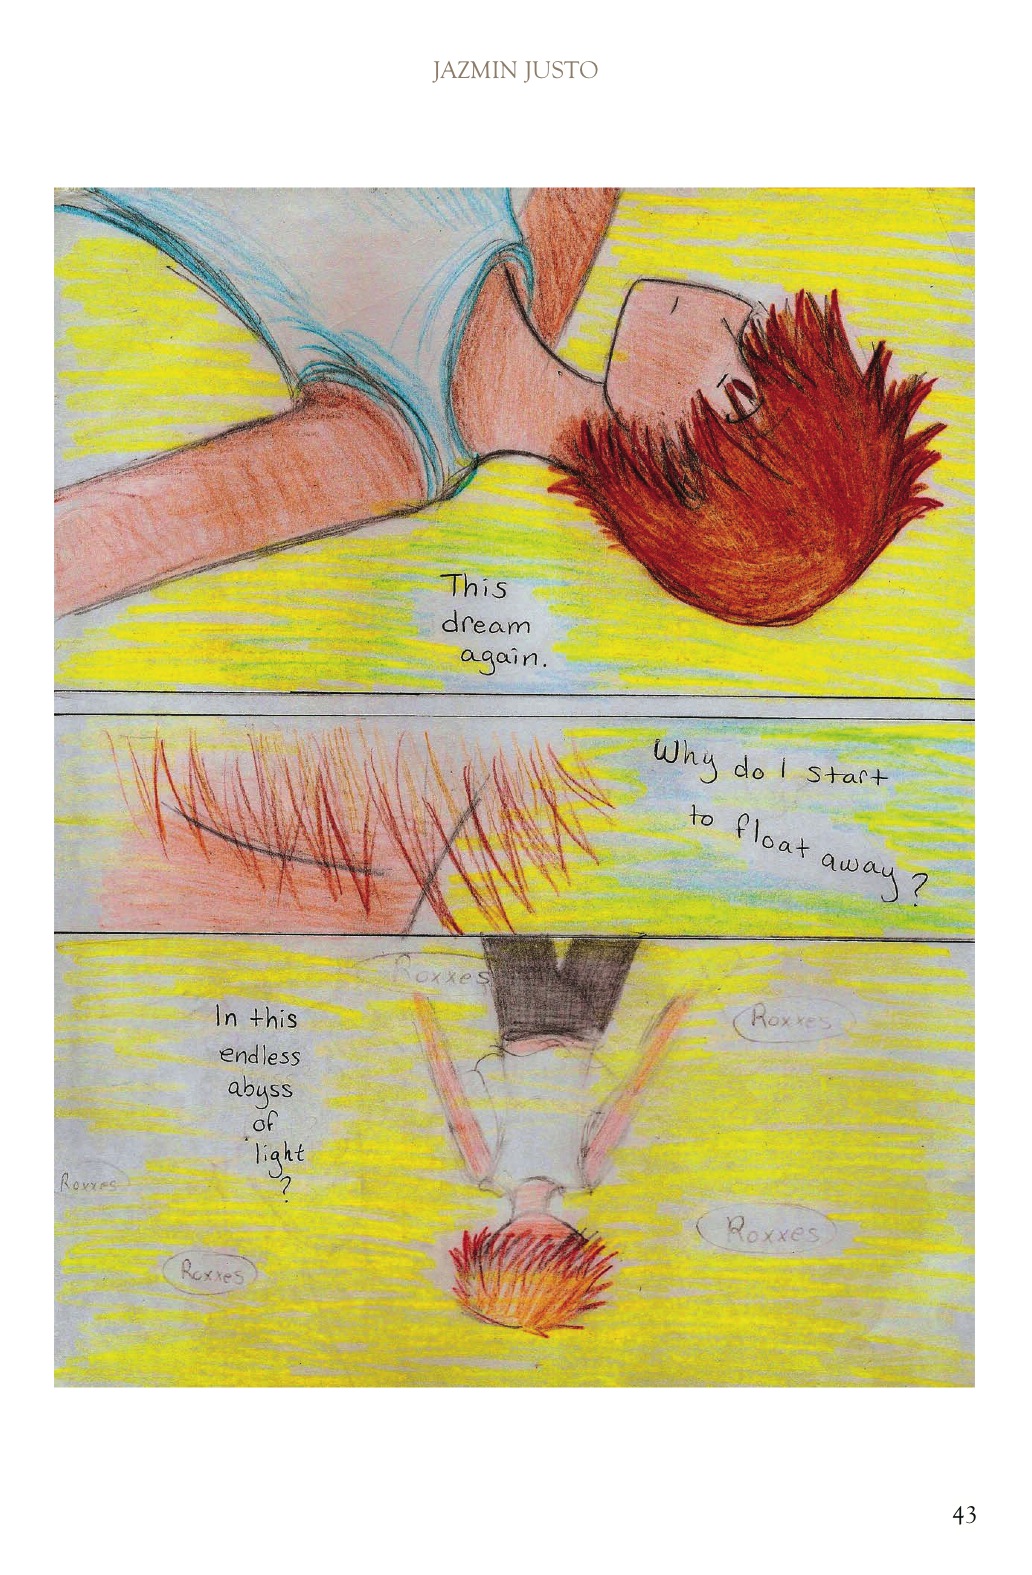 JAZMIN JUSTO
This
dream
again.
Why do I start
to float away?
Roxxes
In this
endless
abyss
of
light
?
Roxxes
Roxxes
Roxxes
Roxxes
43